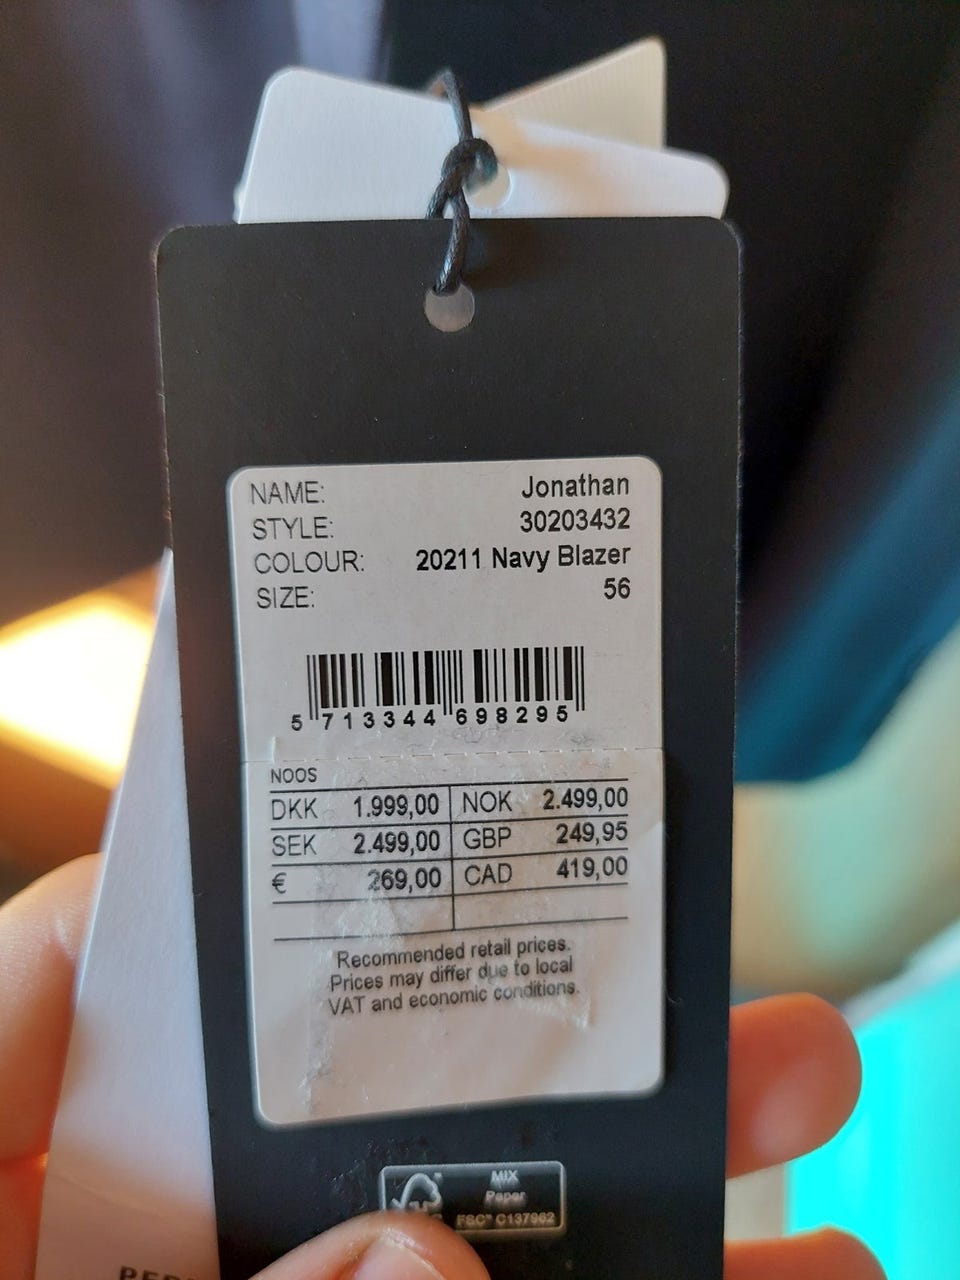 NAME: Jonathan
STYLE: 30203432
COLOUR: 20211 Navy Blazer
SIZE: 56
5 713344 698295
NOOS
DKK 1.999,00 NOK 2.499,00
SEK 2.499,00 GBP 249,95
€ 269,00 CAD 419,00
Recommended retail prices.
Prices may differ due to local
VAT and economic conditions.
MIX
Paper
FSC® C137962